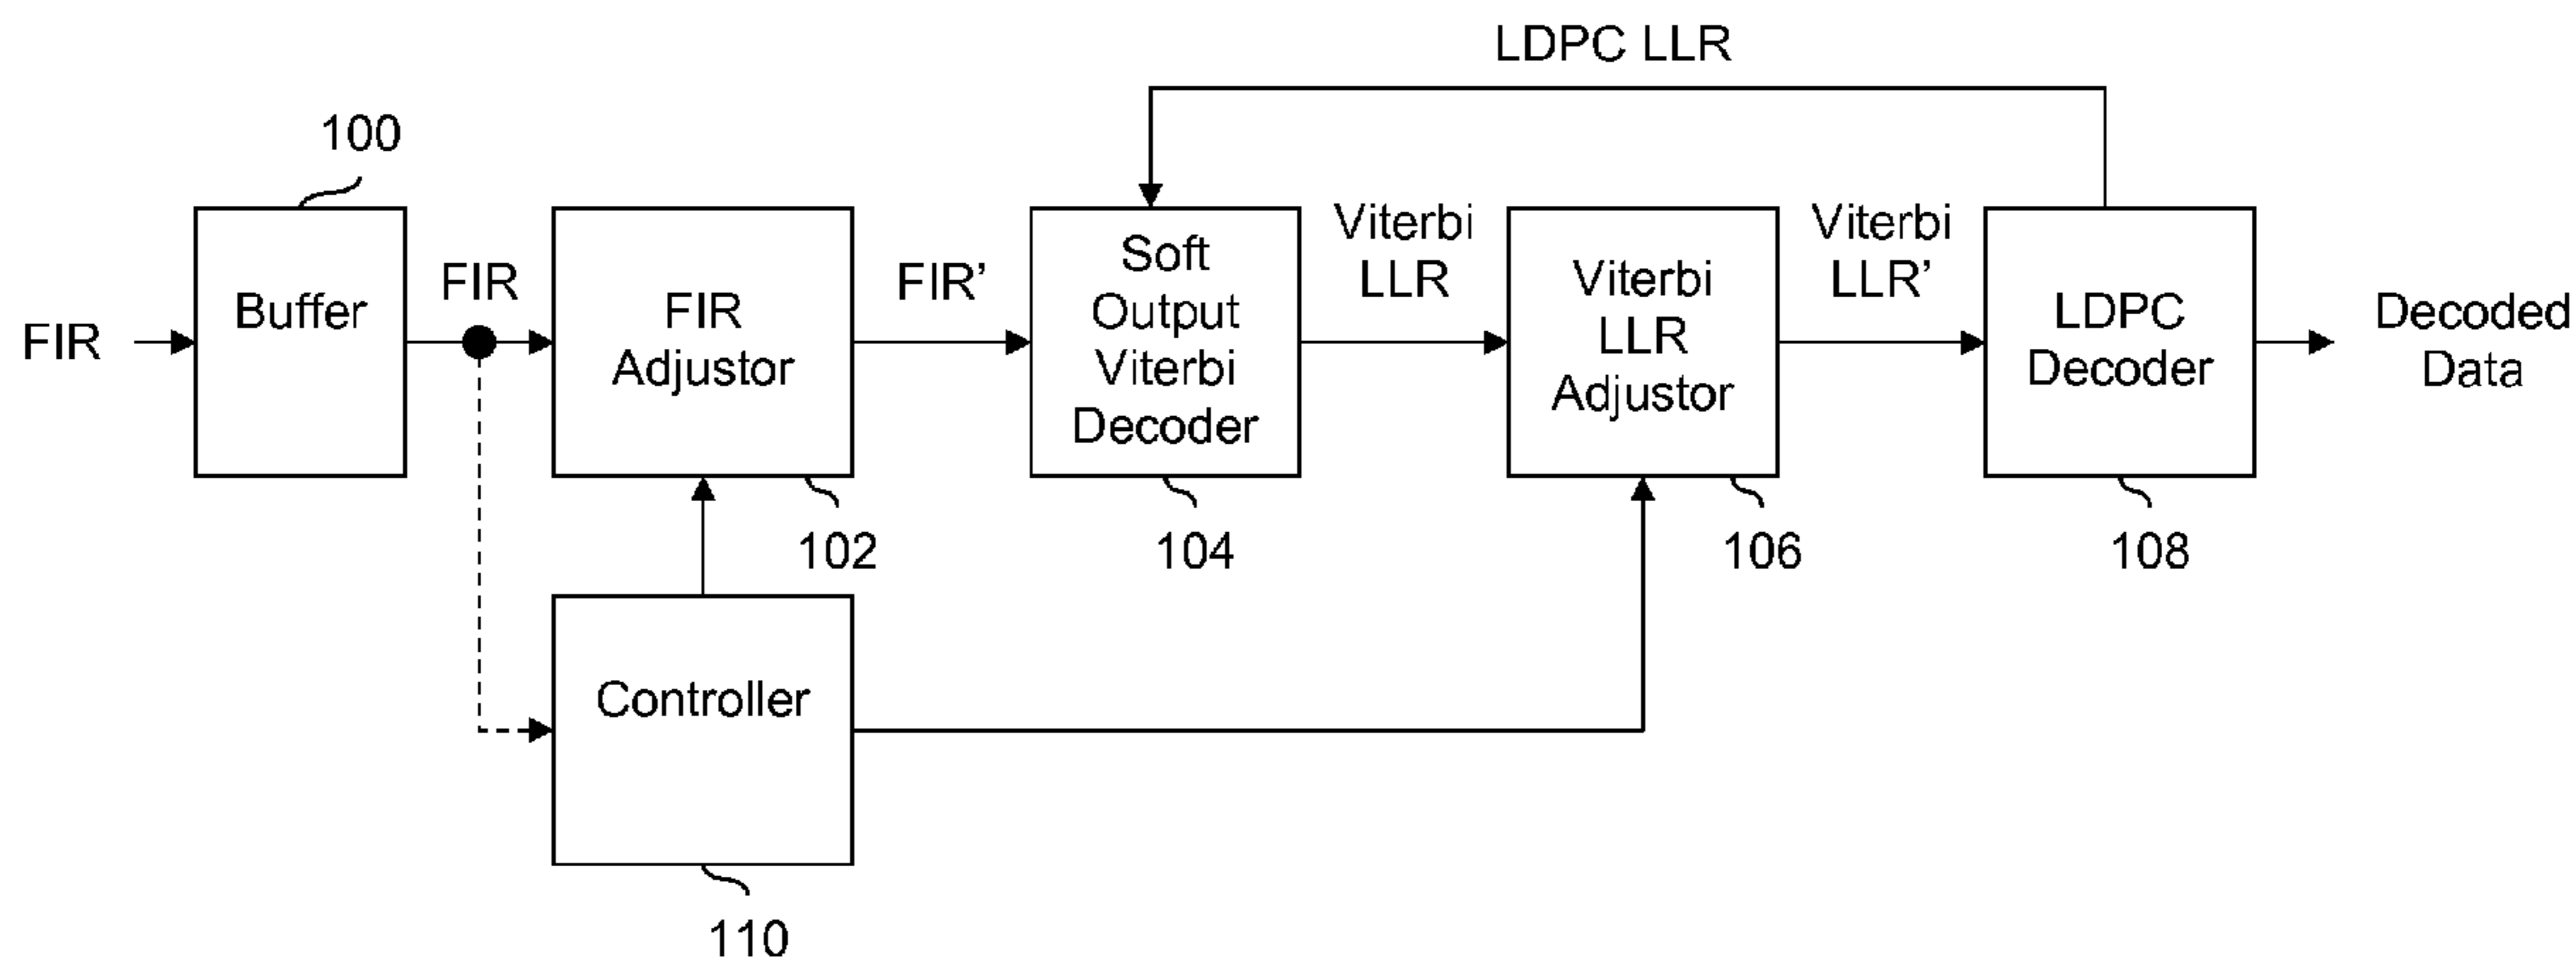 LDPC LLR
100
FIR
Buffer
FIR
FIR
Adjustor
FIR’
Soft
Output
Viterbi
Decoder
Viterbi
LLR
Viterbi
LLR
Adjustor
Viterbi
LLR’
LDPC
Decoder
Decoded
Data
102
104
106
108
Controller
110